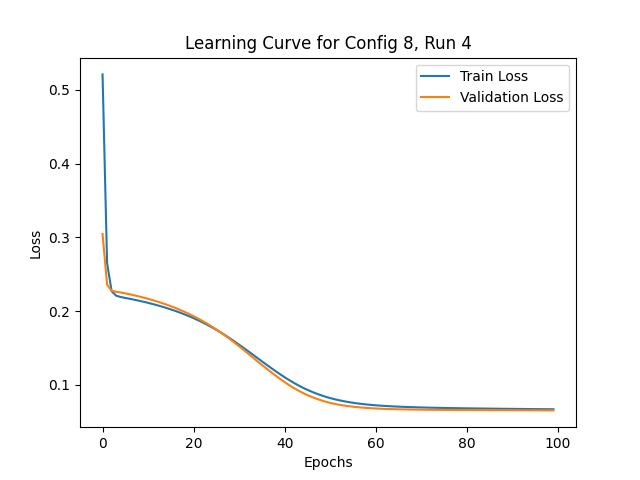 Learning Curve for Config 8, Run 4
Train Loss
Validation Loss
0.5
0.4
0.3
0.2
0.1
Loss
0 20 40 60 80 100
Epochs